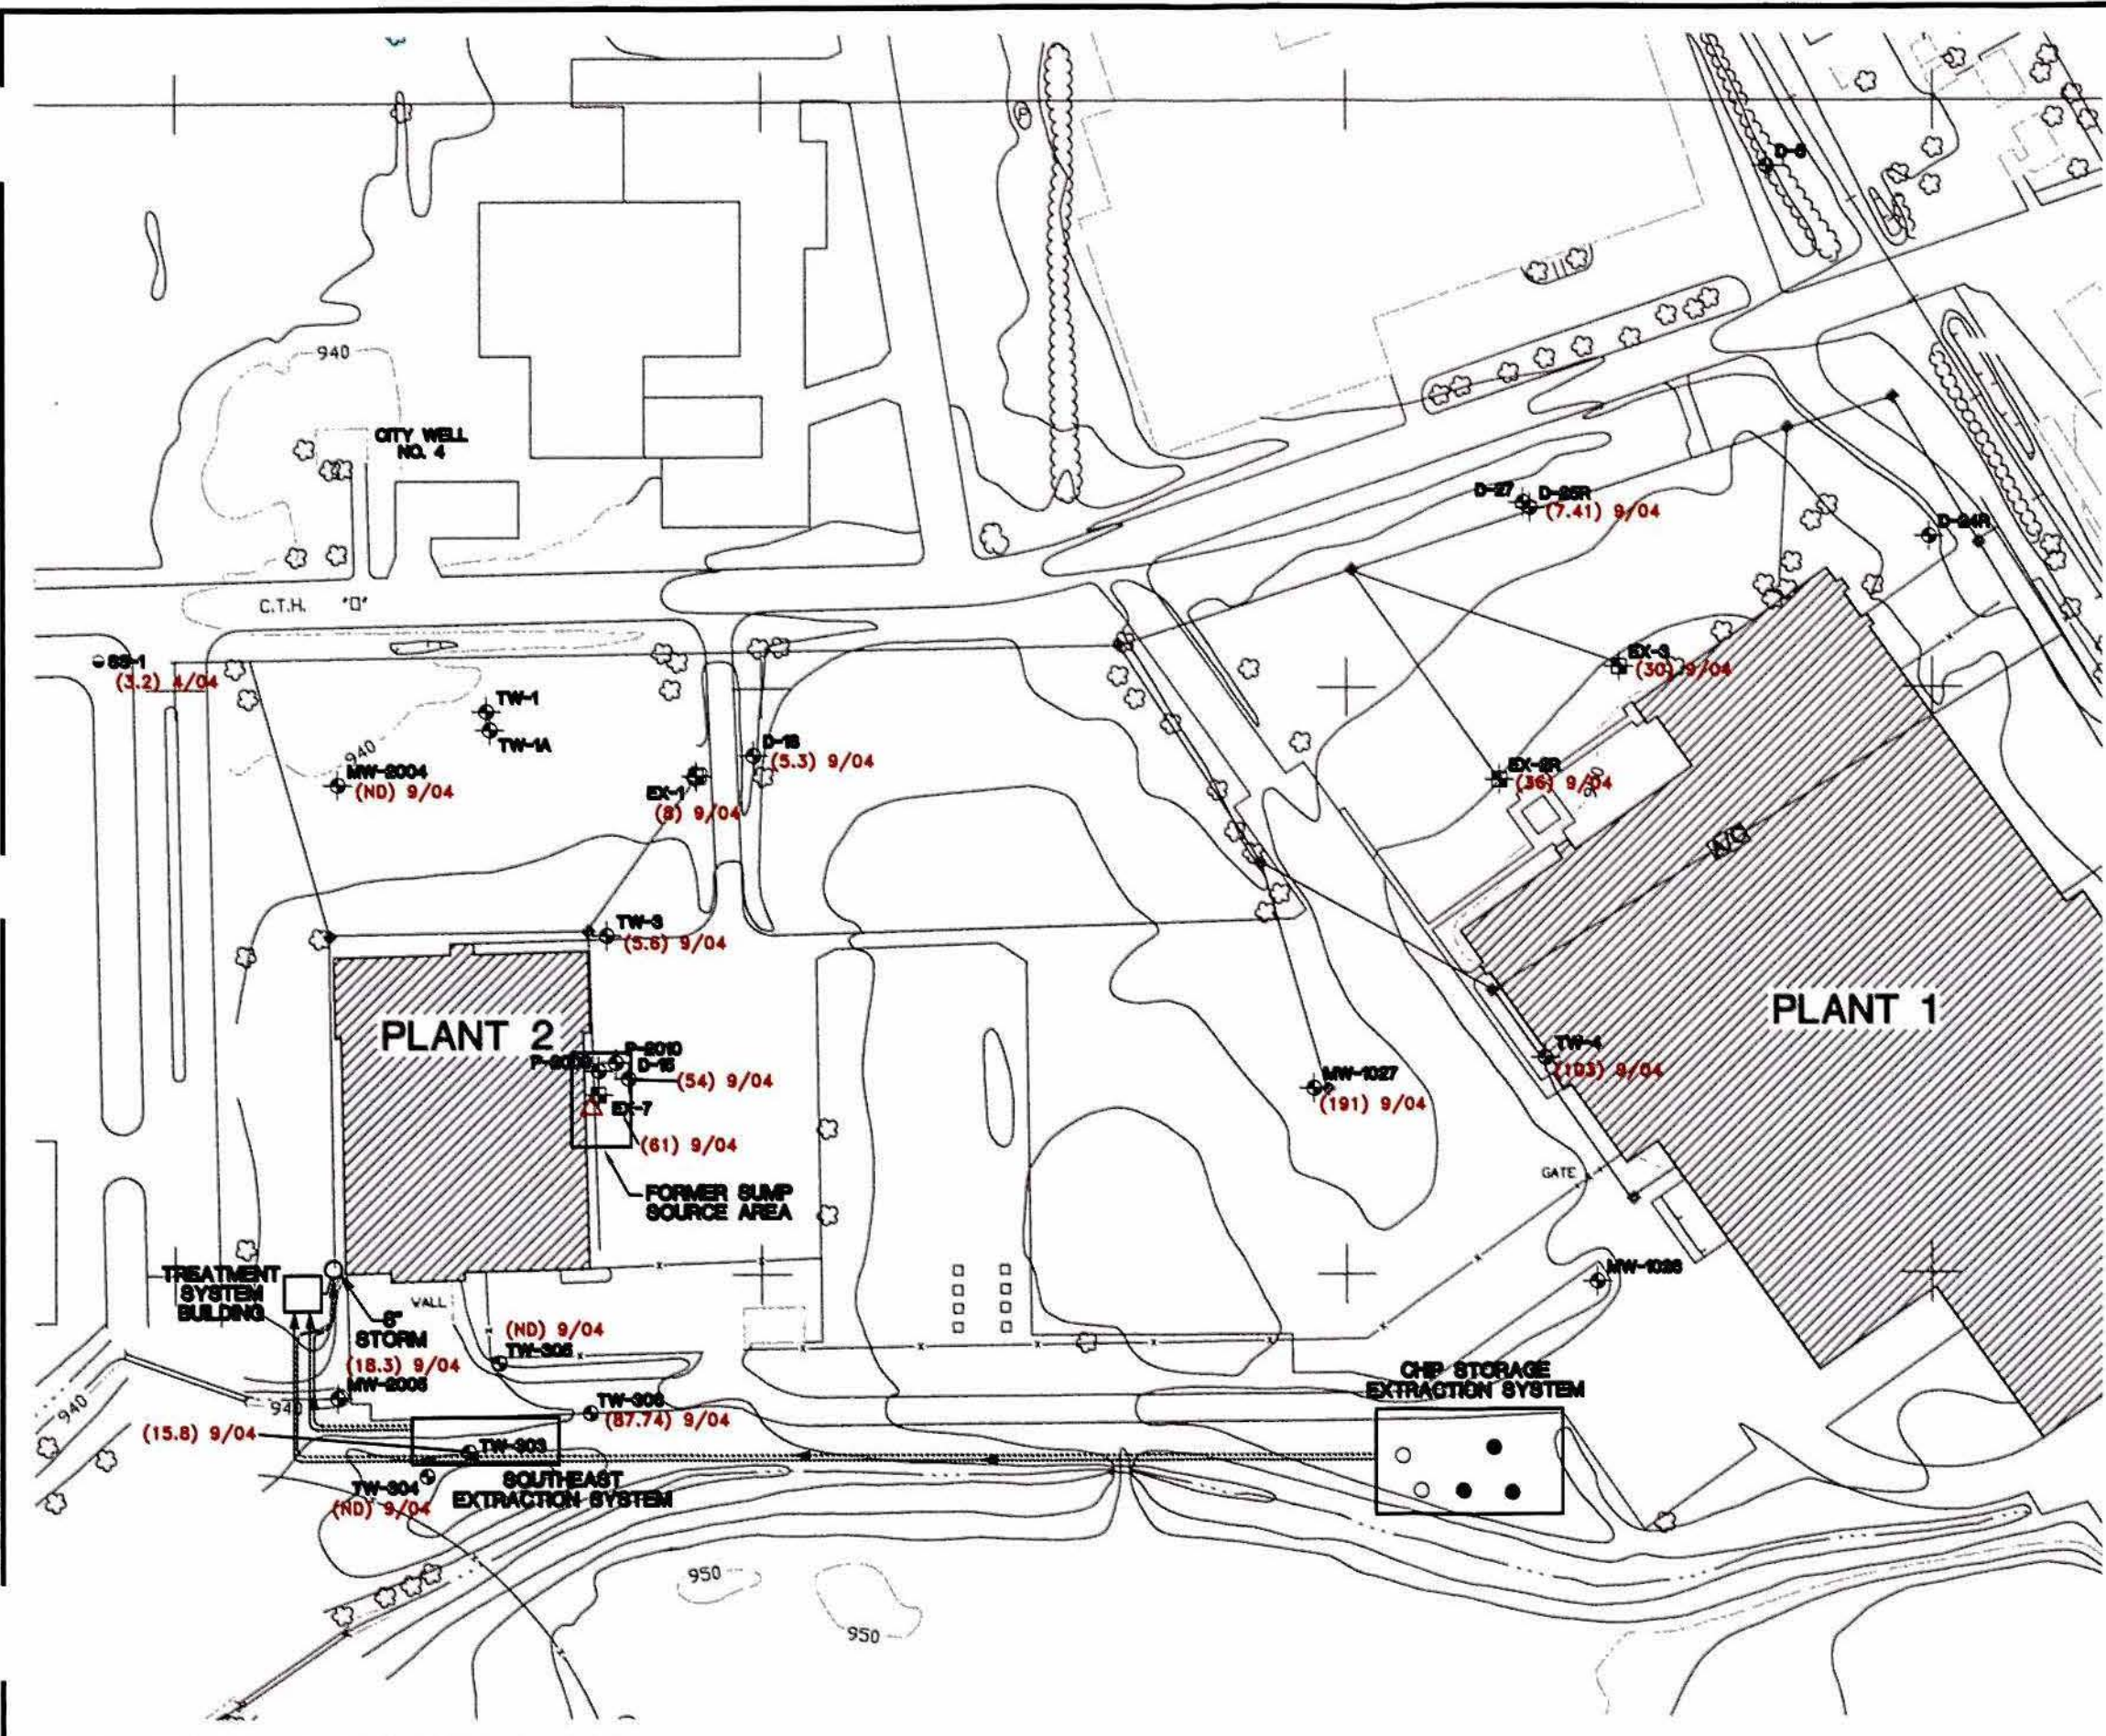 D-6
940
CITY WELL
NO. 4
D-27
D-25R
(7.41) 9/04
D-24R
C.T.H. "O"
SS-1
(3.2) 4/04
EX-3
(30) 9/04
TW-1
TW-1A
940
MW-2004
(ND) 9/04
EX-1
(8) 9/04
(5.3) 9/04
EX-2R
(36) 9/04
TW-3
(5.6) 9/04
PLANT 2
PLANT 1
P-2010
D-15
(54) 9/04
EX-7
(61) 9/04
FORMER SUMP
SOURCE AREA
MW-1027
(191) 9/04
TW-4
(103) 9/04
GATE
TREATMENT
SYSTEM
BUILDING
WALL
STORM
(18.3) 9/04
MW-2005
940
940
(ND) 9/04
TW-305
TW-306
(87.74) 9/04
(15.8) 9/04
TW-303
TW-304
(ND) 9/04
SOUTHEAST
EXTRACTION SYSTEM
CHIP STORAGE
EXTRACTION SYSTEM
950
950